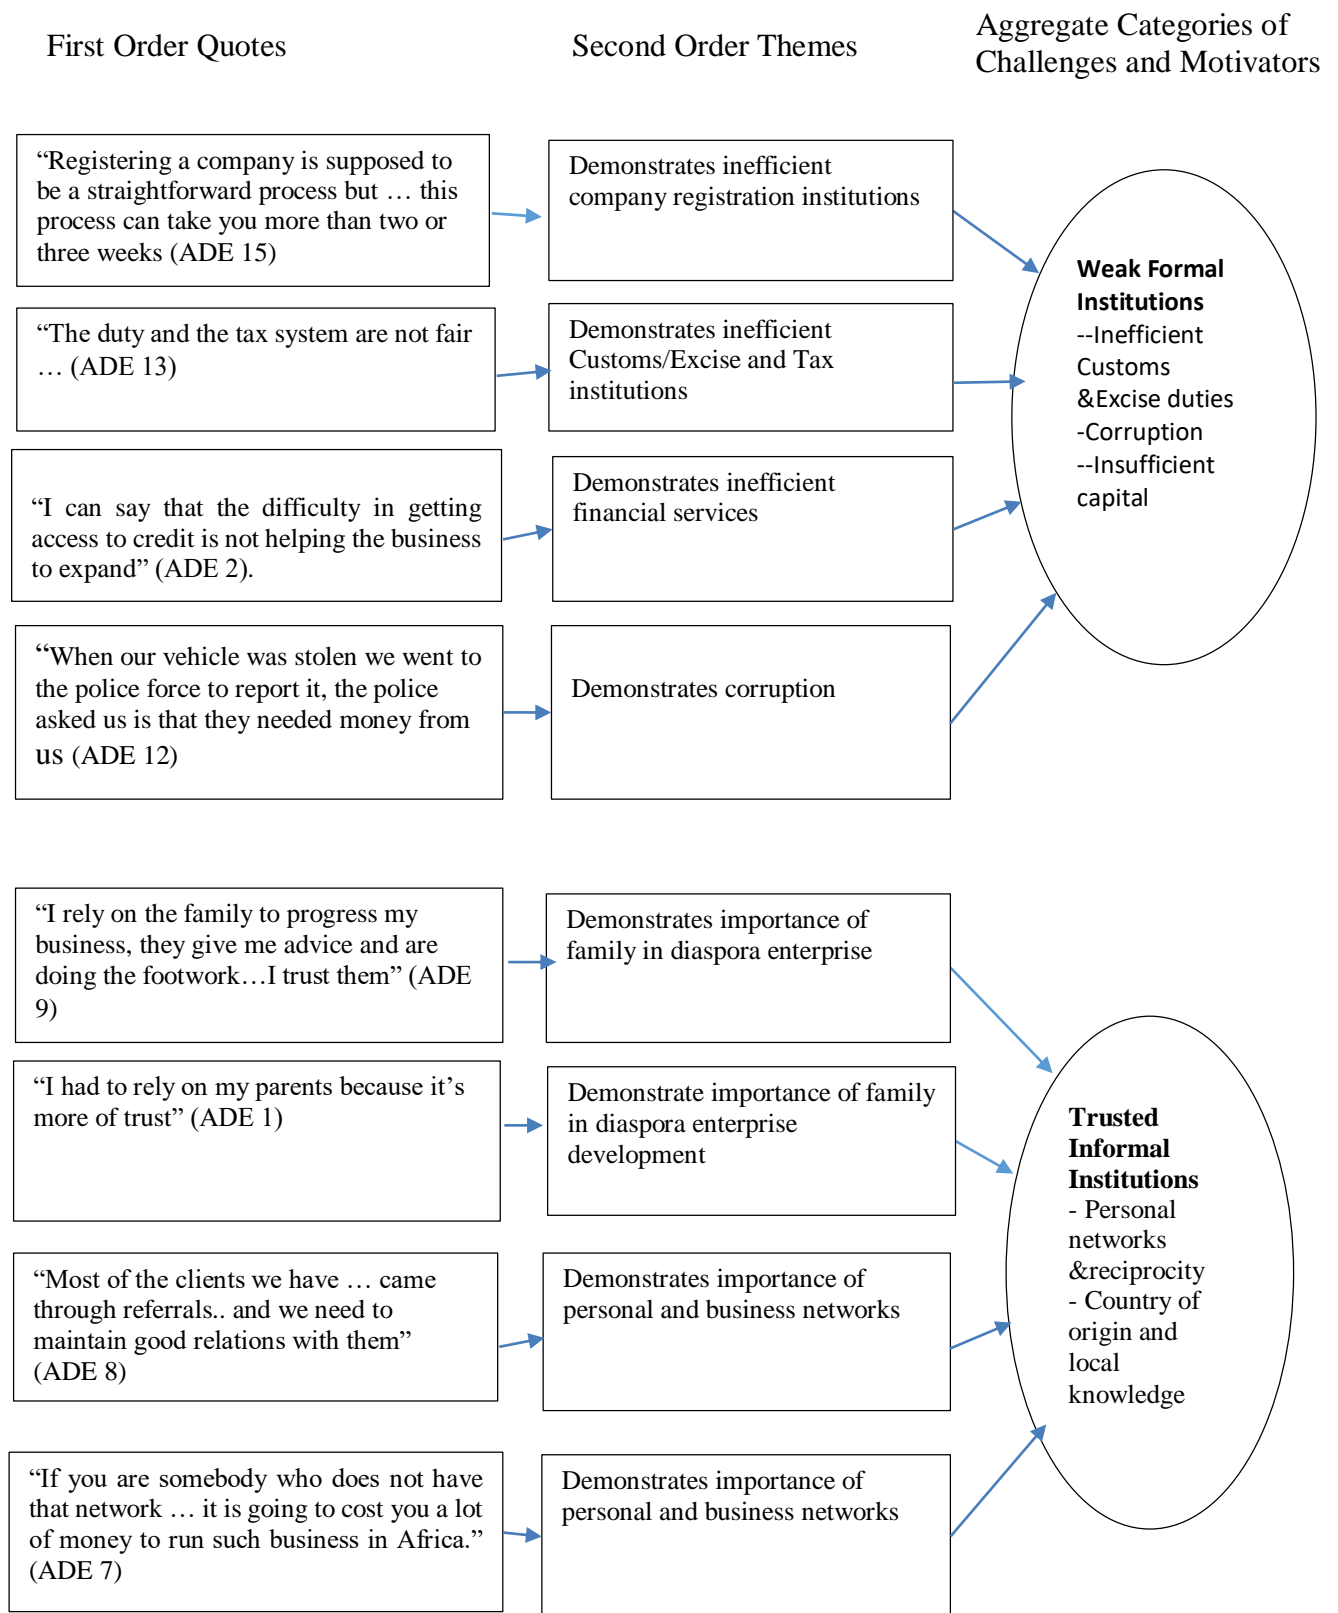 First Order Quotes
Second Order Themes
Aggregate Categories of
Challenges and Motivators
“Registering a company is supposed to
be a straightforward process but … this
process can take you more than two or
three weeks (ADE 15)
Demonstrates inefficient
company registration institutions
“The duty and the tax system are not fair
… (ADE 13)
Demonstrates inefficient
Customs/Excise and Tax
institutions
“I can say that the difficulty in getting
access to credit is not helping the business
to expand” (ADE 2).
Demonstrates inefficient
financial services
“When our vehicle was stolen we went to
the police force to report it, the police
asked us is that they needed money from
us (ADE 12)
Demonstrates corruption
Weak Formal
Institutions
--Inefficient
Customs
&Excise duties
-Corruption
--Insufficient
capital
“I rely on the family to progress my
business, they give me advice and are
doing the footwork…I trust them” (ADE
9)
Demonstrates importance of
family in diaspora enterprise
“I had to rely on my parents because it’s
more of trust” (ADE 1)
Demonstrate importance of family
in diaspora enterprise
development
“Most of the clients we have … came
through referrals.. and we need to
maintain good relations with them”
(ADE 8)
Demonstrates importance of
personal and business networks
“If you are somebody who does not have
that network … it is going to cost you a lot
of money to run such business in Africa.”
(ADE 7)
Demonstrates importance of
personal and business networks
Trusted
Informal
Institutions
- Personal
networks
&reciprocity
- Country of
origin and
local
knowledge